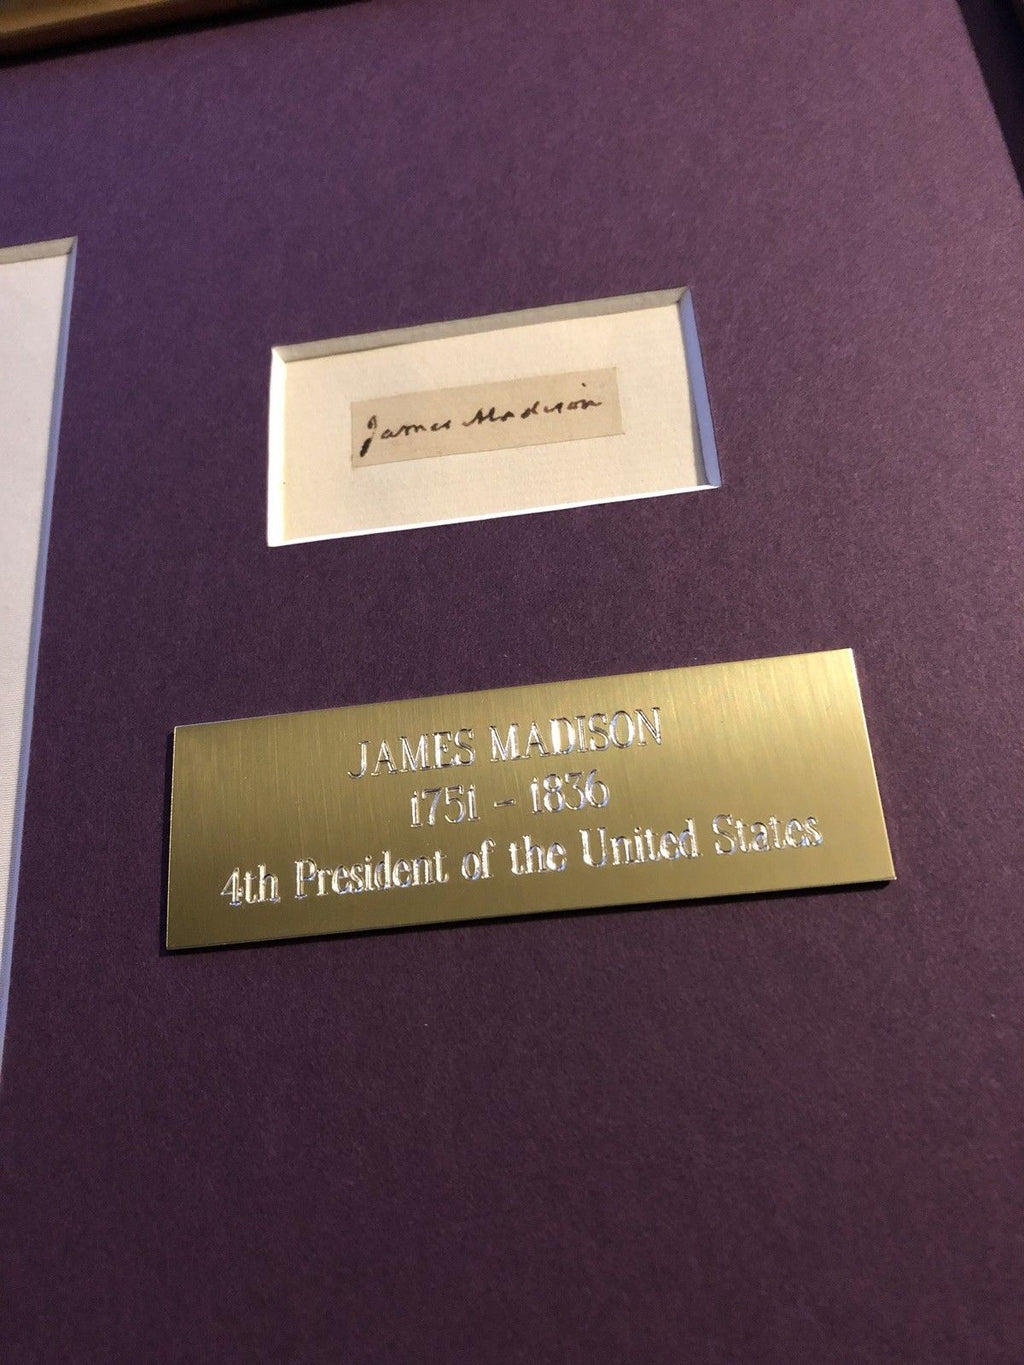 James Madison
JAMES MADISON
1751 - 1836
4th President of the United States